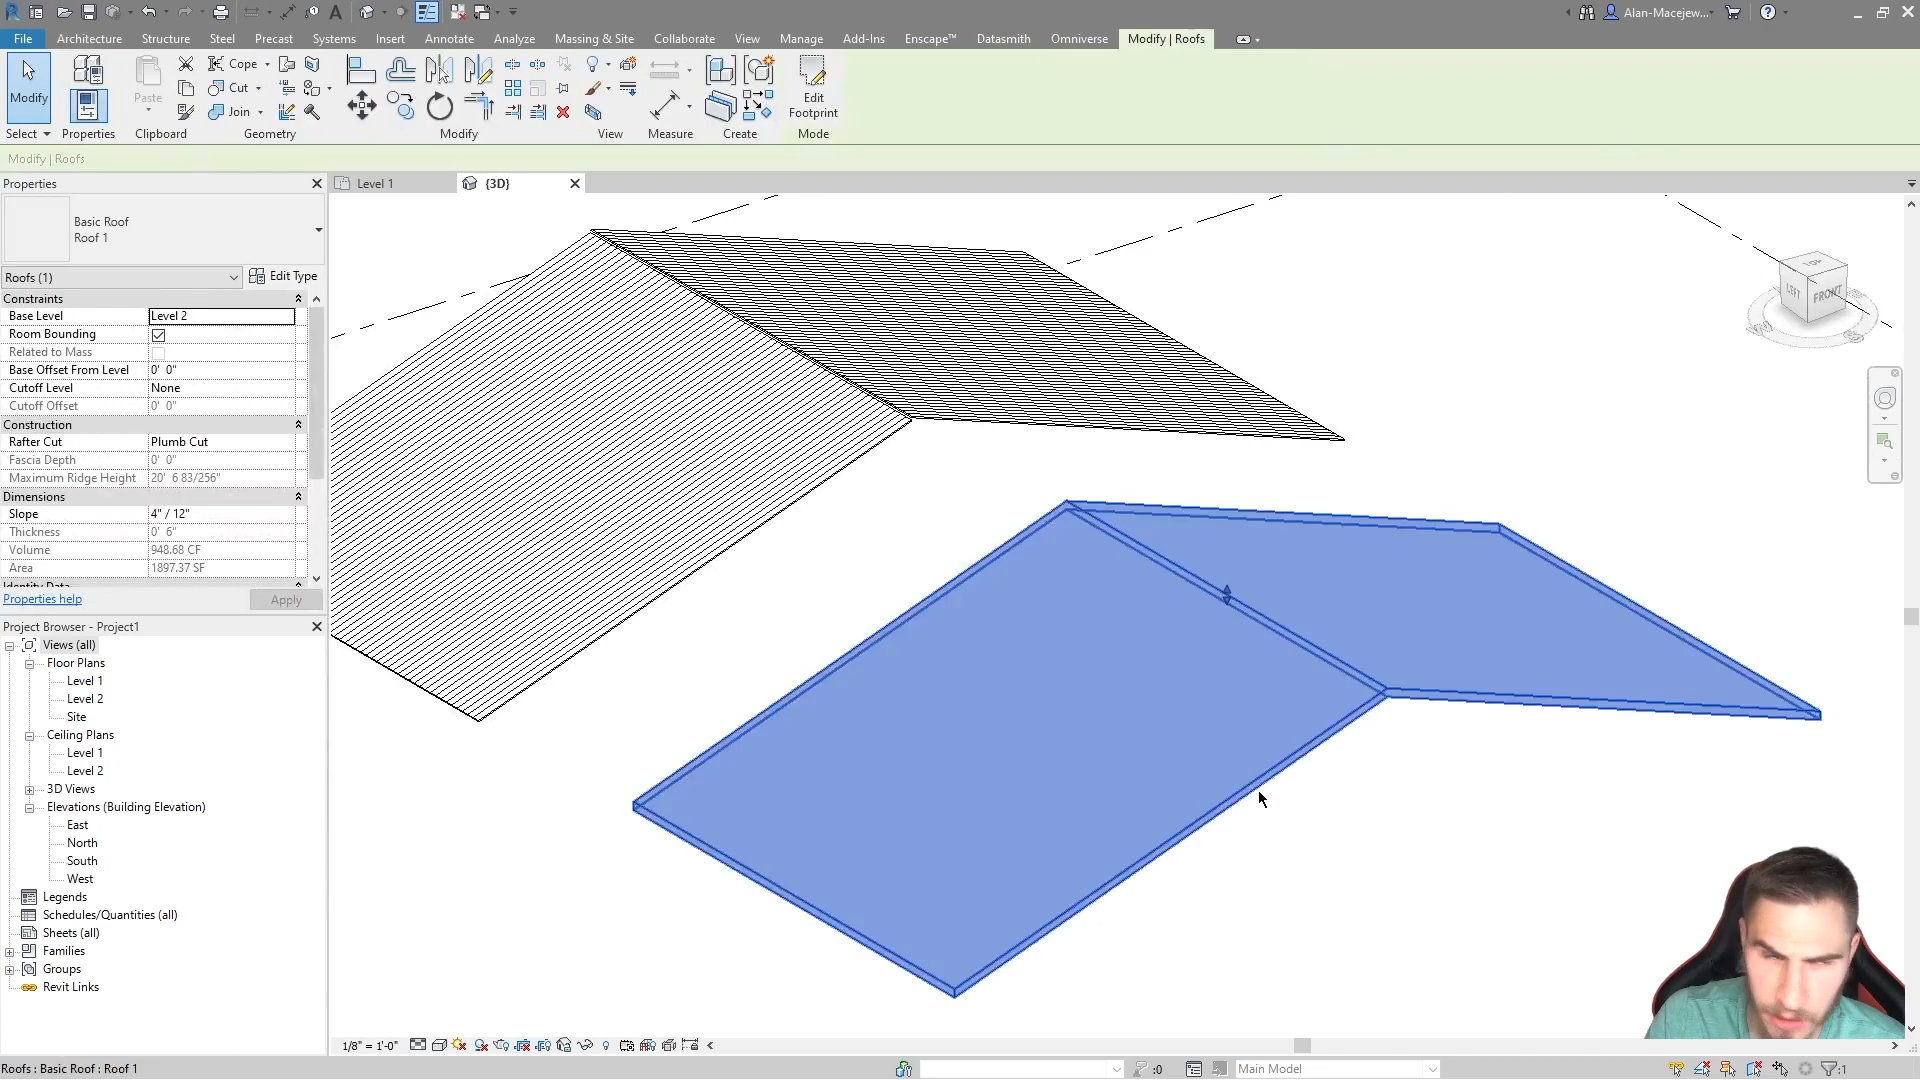 Alan-Macejew...
File Architecture Structure Steel Precast Systems Insert Annotate Analyze Massing & Site Collaborate View Manage Add-Ins Enscape™ Datasmith Omniverse Modify | Roofs
Modify
Paste
Cope
Cut
Join
Edit Footprint
Select Properties Clipboard Geometry Modify View Measure Create Mode
Modify | Roofs
Properties
Level 1
{3D}
Basic Roof
Roof 1
Roofs (1)
Edit Type
Constraints
Base Level Level 2
Room Bounding
Related to Mass
Base Offset From Level 0' 0"
Cutoff Level None
Cutoff Offset 0' 0"
Construction
Rafter Cut Plumb Cut
Fascia Depth 0' 0"
Maximum Ridge Height 20' 6 83/256"
Dimensions
Slope 4" / 12"
Thickness 0' 6"
Volume 948.68 CF
Area 1897.37 SF
Identity Data
Properties help
Apply
Project Browser - Project1
Views (all)
Floor Plans
Level 1
Level 2
Site
Ceiling Plans
Level 1
Level 2
3D Views
Elevations (Building Elevation)
East
North
South
West
Legends
Schedules/Quantities (all)
Sheets (all)
Families
Groups
Revit Links
TOP
LEFT
FRONT
W
S
1/8" = 1'-0"
Roofs : Basic Roof : Roof 1
:0
Main Model
:1